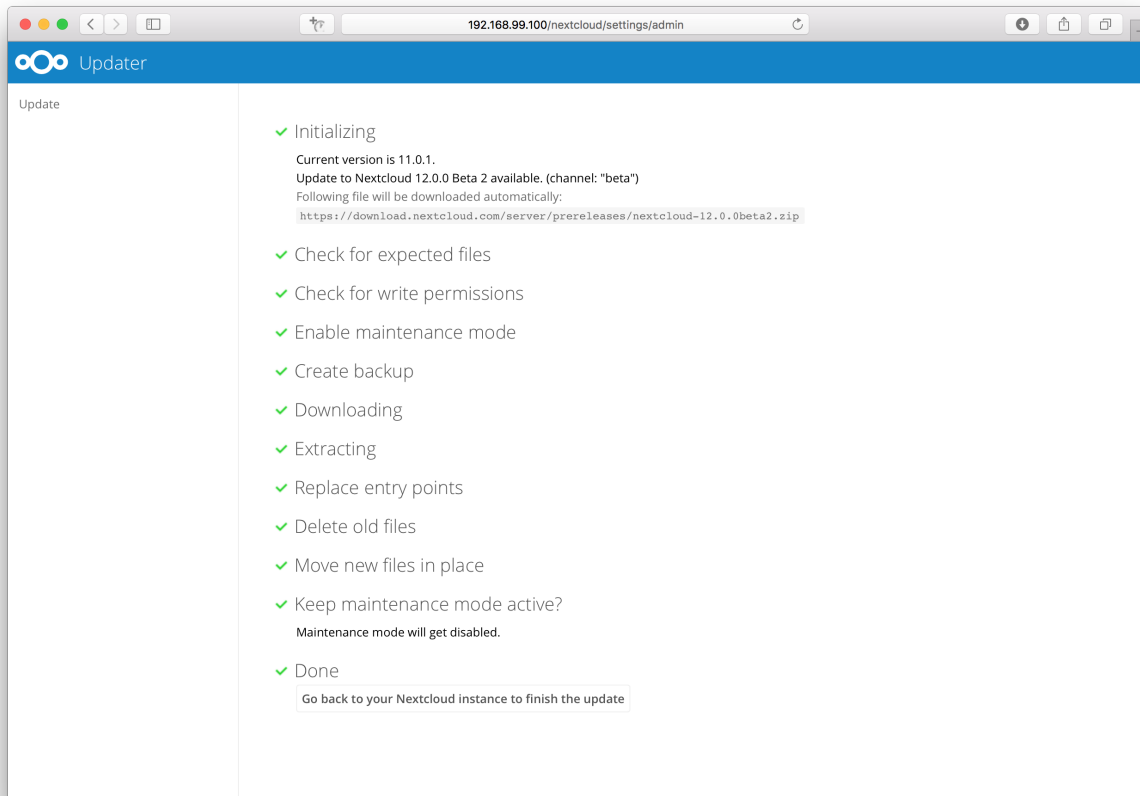 192.168.99.100/nextcloud/settings/admin
Updater
Update
Initializing
Current version is 11.0.1.
Update to Nextcloud 12.0.0 Beta 2 available. (channel: "beta")
Following file will be downloaded automatically:
https://download.nextcloud.com/server/prereleases/nextcloud-12.0.0beta2.zip
Check for expected files
Check for write permissions
Enable maintenance mode
Create backup
Downloading
Extracting
Replace entry points
Delete old files
Move new files in place
Keep maintenance mode active?
Maintenance mode will get disabled.
Done
Go back to your Nextcloud instance to finish the update